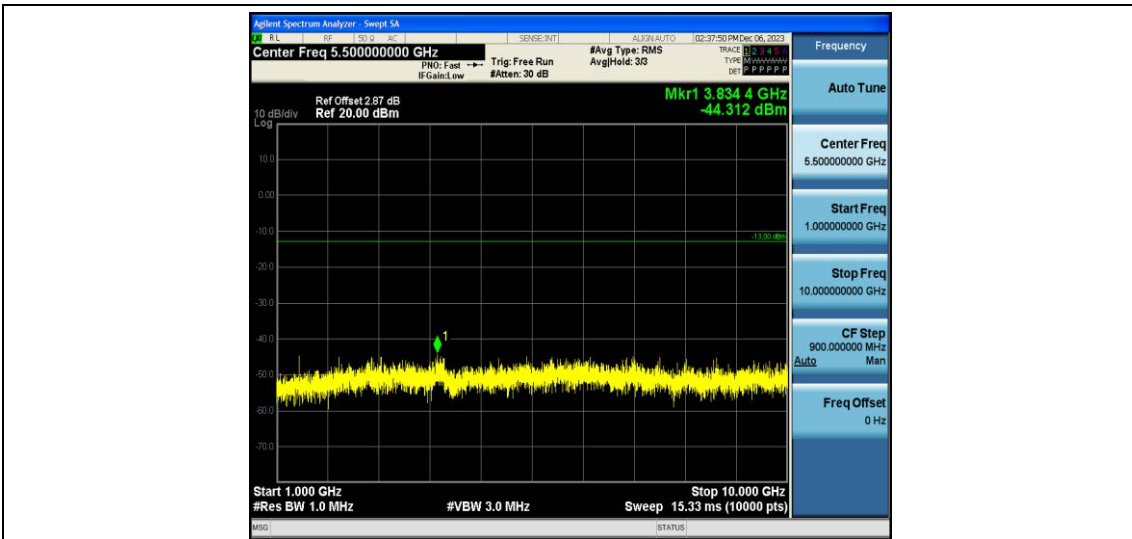 Agilent Spectrum Analyzer - Swept SA
RL RF 50 Ω AC SENSE:INT ALIGN AUTO 02:37:50 PM Dec 06, 2023
Center Freq 5.500000000 GHz
PNO: Fast
IFGain:Low
Trig: Free Run
#Atten: 30 dB
#Avg Type: RMS
Avg|Hold: 3/3
TRACE 1 2 3 4 5 6
TYPE M
DET P P P P P P
Mkr1 3.834 4 GHz
-44.312 dBm
Ref Offset 2.87 dB
10 dB/div Ref 20.00 dBm
Log
10.0
0.00
-10.0
-13.00 dBm
-20.0
-30.0
-40.0
1
-50.0
-60.0
-70.0
Start 1.000 GHz Stop 10.000 GHz
#Res BW 1.0 MHz #VBW 3.0 MHz Sweep 15.33 ms (10000 pts)
MSG STATUS
Frequency
Auto Tune
Center Freq
5.500000000 GHz
Start Freq
1.000000000 GHz
Stop Freq
10.000000000 GHz
CF Step
900.000000 MHz
Auto Man
Freq Offset
0 Hz